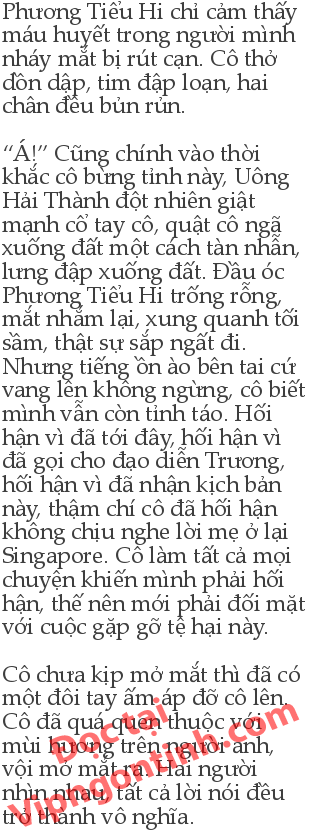 Phương Tiểu Hi chỉ cảm thấy
máu huyết trong người mình
nháy mắt bị rút cạn. Cô thở
dồn dập, tim đập loạn, hai
chân đều bủn rủn.
“Á!” Cũng chính vào thời
khắc cô bừng tỉnh này, Uông
Hải Thành đột nhiên giật
mạnh cổ tay cô, quật cô ngã
xuống đất một cách tàn nhẫn,
lưng đập xuống đất. Đầu óc
Phương Tiểu Hi trống rỗng,
mắt nhắm lại, xung quanh tối
sầm, thật sự sắp ngất đi.
Nhưng tiếng ồn ào bên tai cứ
vang lên không ngừng, cô biết
mình vẫn còn tỉnh táo. Hối
hận vì đã tới đây, hối hận vì
đã gọi cho đạo diễn Trương,
hối hận vì đã nhận kịch bản
này, thậm chí cô đã hối hận
không chịu nghe lời mẹ ở lại
Singapore. Cô làm tất cả mọi
chuyện khiến mình phải hối
hận, thế nên mới phải đối mặt
với cuộc gặp gỡ tệ hại này.
Cô chưa kịp mở mắt thì đã có
một đôi tay ấm áp đỡ cô lên.
Cô đã quá quen thuộc với
mùi hương trên người anh,
vội mở mắt ra. Hai người
nhìn nhau, tất cả lời nói đều
trở thành vô nghĩa.
Đọc tại
Vipngontinh.com